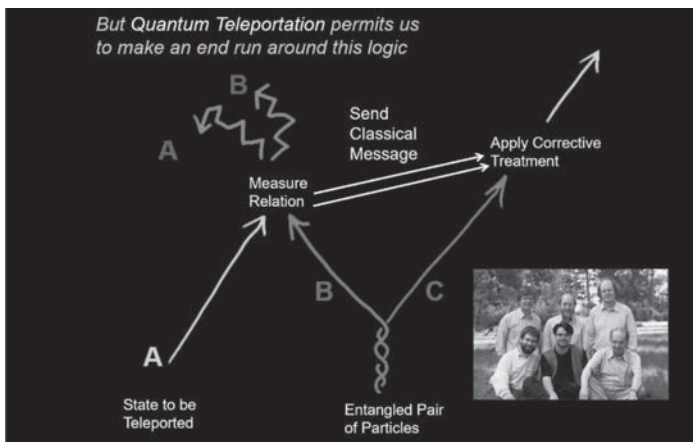 But Quantum Teleportation permits us
to make an end run around this logic
B
A
Send
Classical
Message
Apply Corrective
Treatment
Measure
Relation
B
C
A
State to be
Teleported
Entangled Pair
of Particles